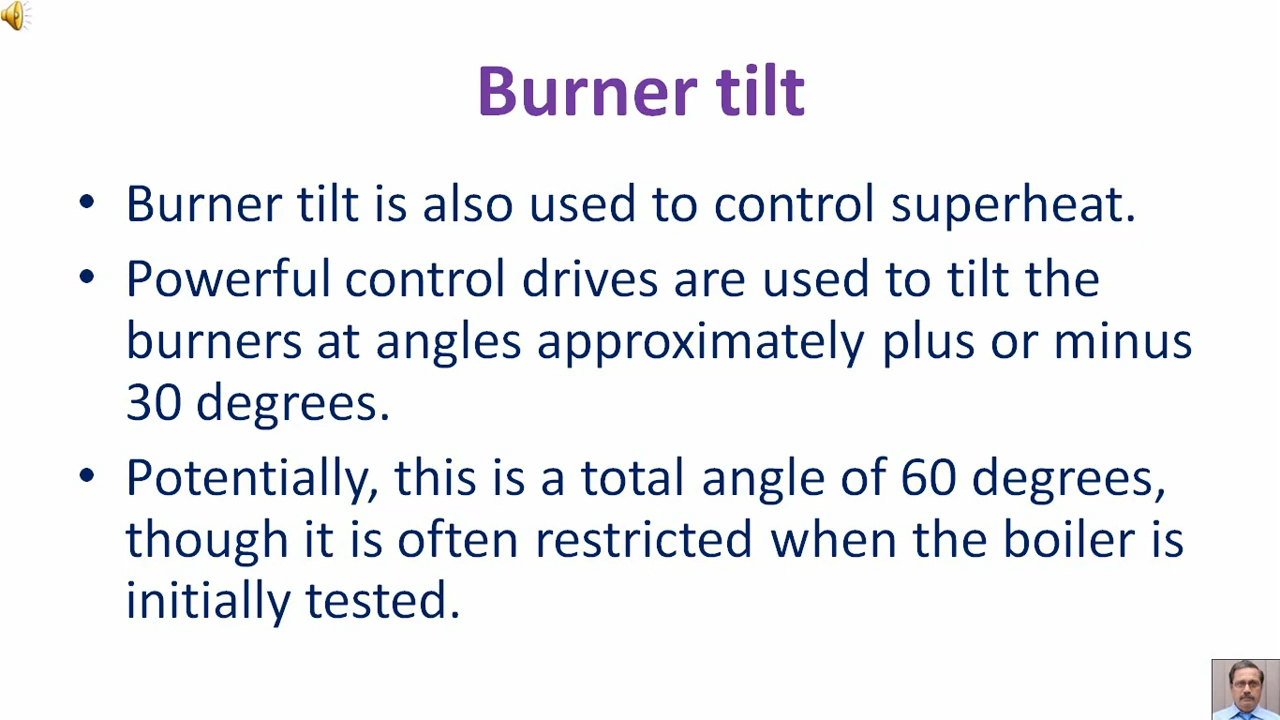 Burner tilt
• Burner tilt is also used to control superheat.
• Powerful control drives are used to tilt the
burners at angles approximately plus or minus
30 degrees.
• Potentially, this is a total angle of 60 degrees,
though it is often restricted when the boiler is
initially tested.